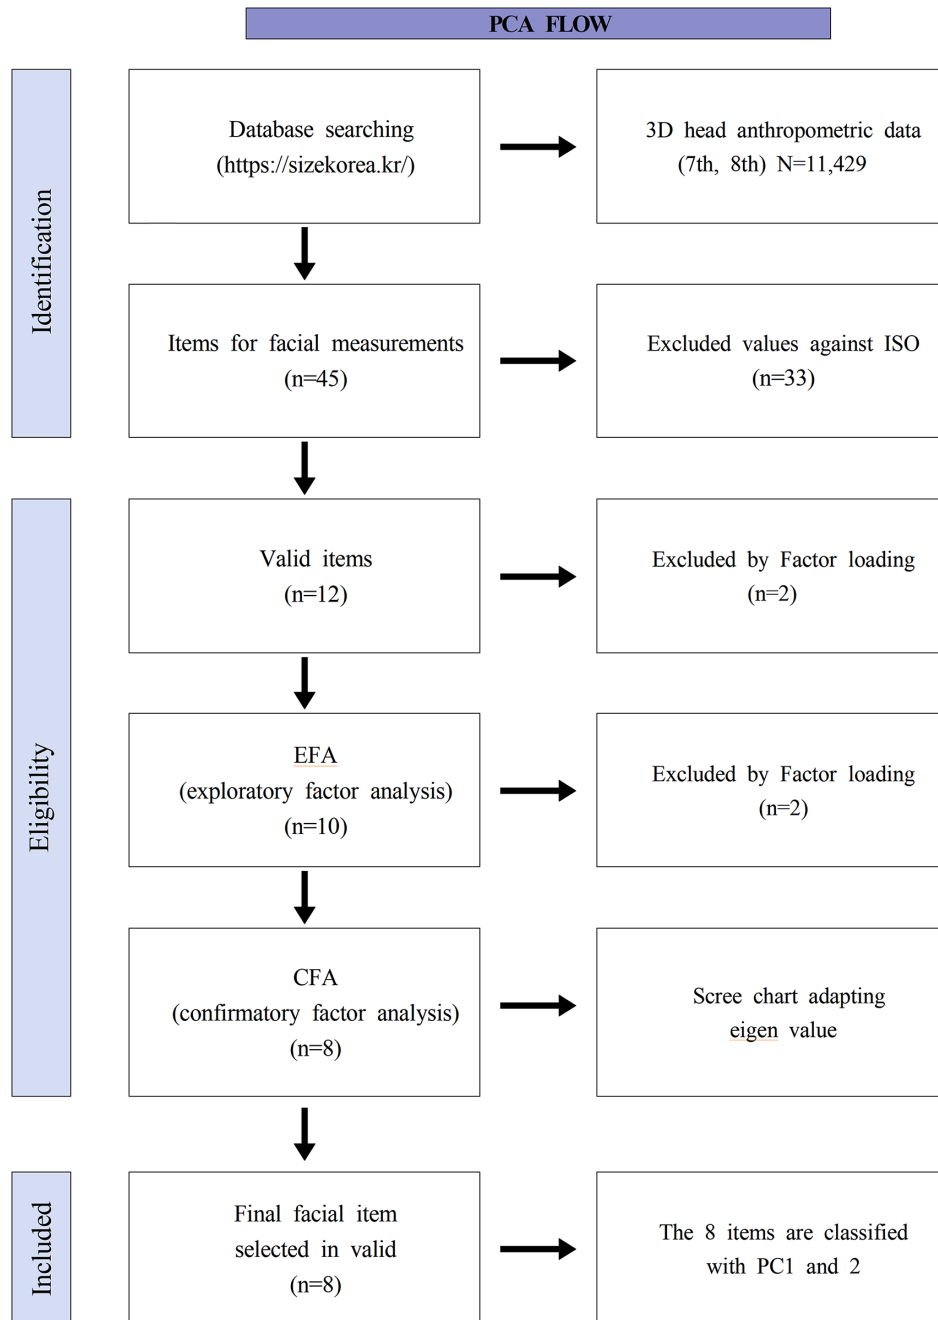 PCA FLOW
Identification
Database searching
(https://sizekorea.kr/)
3D head anthropometric data
(7th, 8th) N=11,429
Items for facial measurements
(n=45)
Excluded values against ISO
(n=33)
Eligibility
Valid items
(n=12)
Excluded by Factor loading
(n=2)
EFA
(exploratory factor analysis)
(n=10)
Excluded by Factor loading
(n=2)
CFA
(confirmatory factor analysis)
(n=8)
Scree chart adapting
eigen value
Included
Final facial item
selected in valid
(n=8)
The 8 items are classified
with PC1 and 2